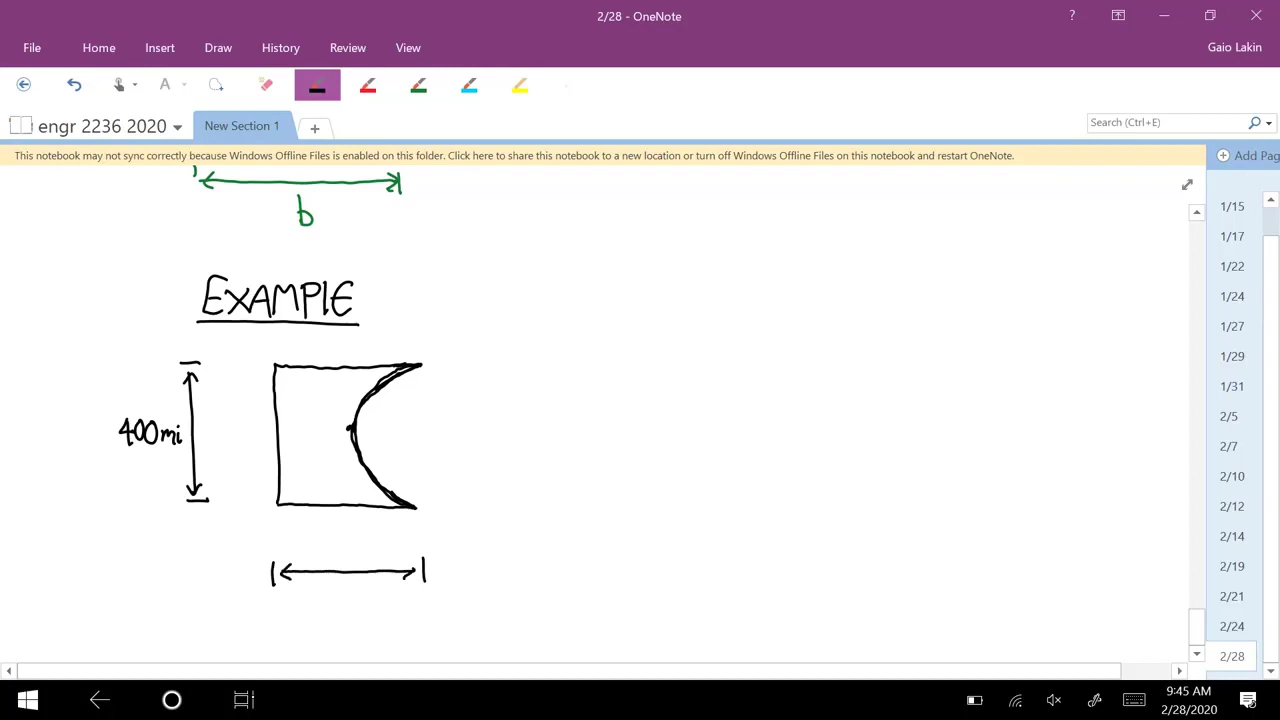 2/28 - OneNote
?
File Home Insert Draw History Review View
Gaio Lakin
A
engr 2236 2020
New Section 1
+
Search (Ctrl+E)
This notebook may not sync correctly because Windows Offline Files is enabled on this folder. Click here to share this notebook to a new location or turn off Windows Offline Files on this notebook and restart OneNote.
Add Pag
b
EXAMPLE
400mi
1/15
1/17
1/22
1/24
1/27
1/29
1/31
2/5
2/7
2/10
2/12
2/14
2/19
2/21
2/24
2/28
9:45 AM
2/28/2020